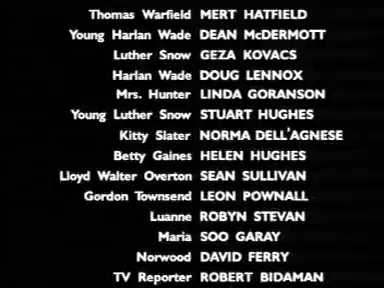 Thomas Warfield MERT HATFIELD
Young Harlan Wade DEAN McDERMOTT
Luther Snow GEZA KOVACS
Harlan Wade DOUG LENNOX
Mrs. Hunter LINDA GORANSON
Young Luther Snow STUART HUGHES
Kitty Slater NORMA DELL'AGNESE
Betty Gaines HELEN HUGHES
Lloyd Walter Overton SEAN SULLIVAN
Gordon Townsend LEON POWNALL
Luanne ROBYN STEVAN
Maria SOO GARAY
Norwood DAVID FERRY
TV Reporter ROBERT BIDAMAN